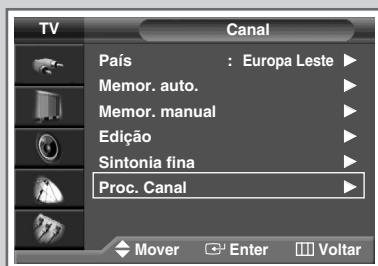 TV Canal
País : Europa Leste
Memor. auto.
Memor. manual
Edição
Sintonia fina
Proc. Canal
Mover Enter Voltar